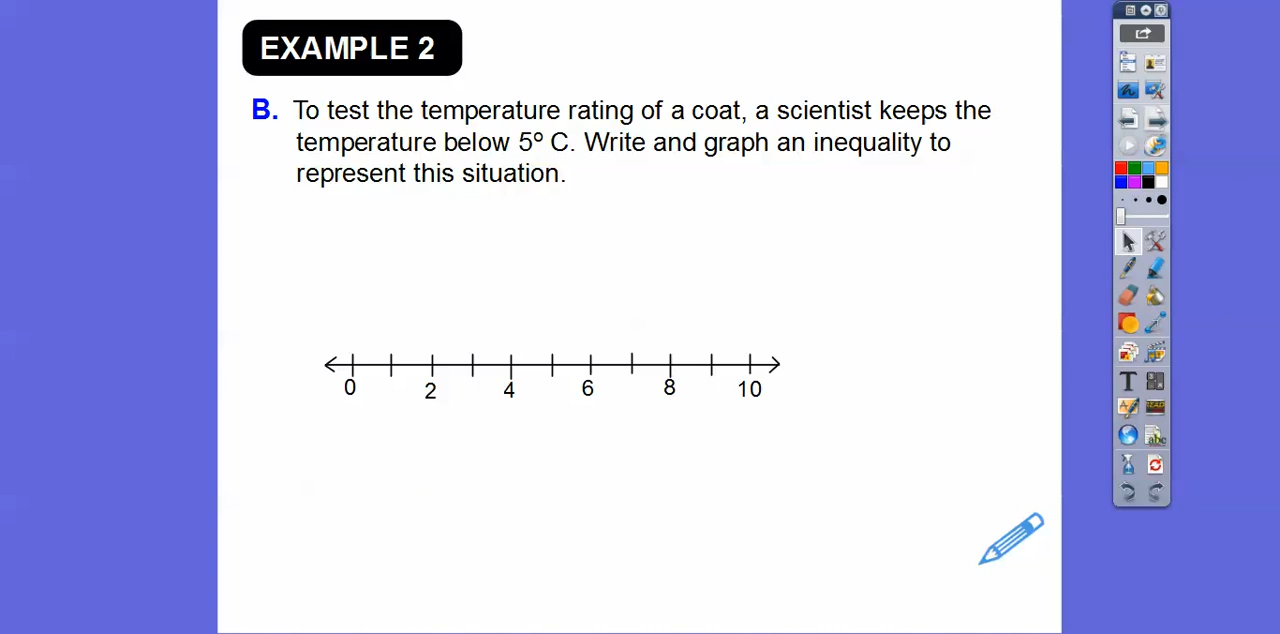 EXAMPLE 2
B. To test the temperature rating of a coat, a scientist keeps the
temperature below 5º C. Write and graph an inequality to
represent this situation.
0 2 4 6 8 10